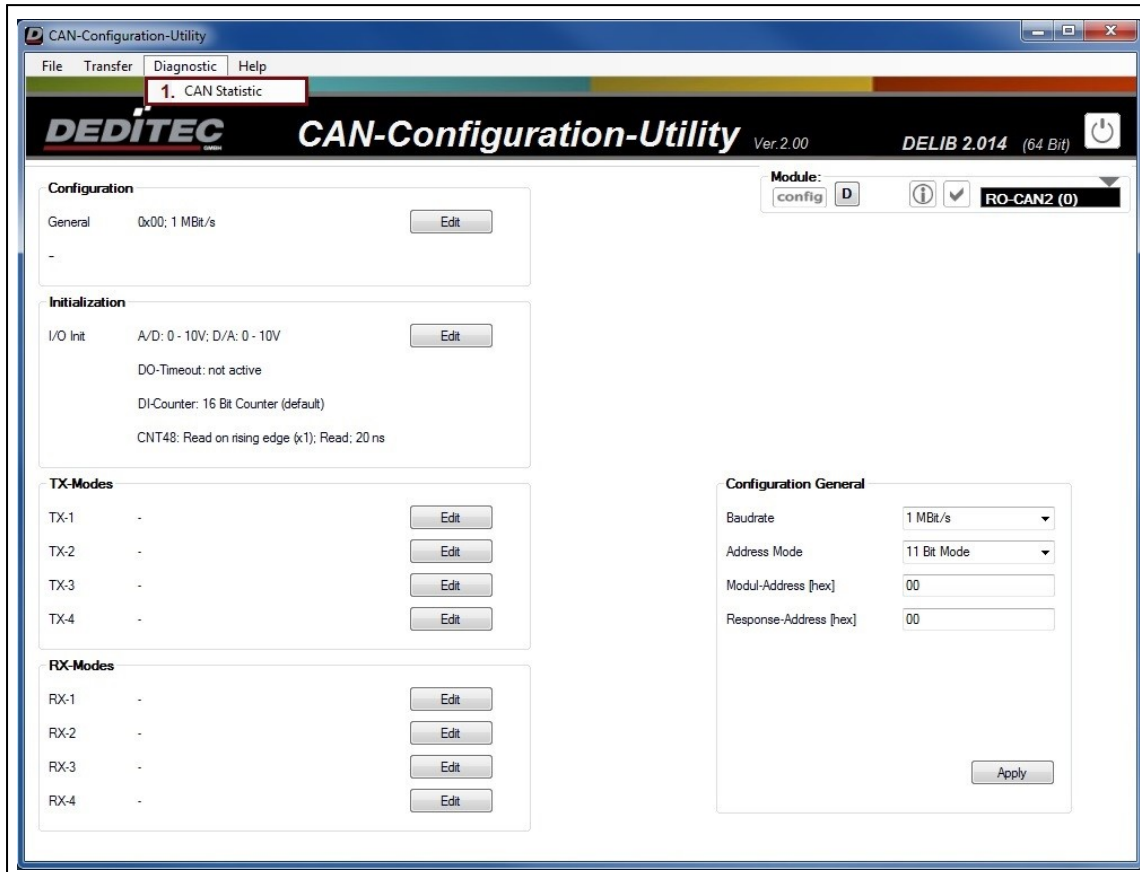 CAN-Configuration-Utility
File Transfer Diagnostic Help
1. CAN Statistic
DEDITEC
GMBH
CAN-Configuration-Utility Ver.2.00
DELIB 2.014 (64 Bit)
Module:
config D RO-CAN2 (0)
Configuration
General 0x00; 1 MBit/s Edit
-
Initialization
I/O Init A/D: 0 - 10V; D/A: 0 - 10V Edit
DO-Timeout: not active
DI-Counter: 16 Bit Counter (default)
CNT48: Read on rising edge (x1); Read; 20 ns
TX-Modes
TX-1 - Edit
TX-2 - Edit
TX-3 - Edit
TX-4 - Edit
RX-Modes
RX-1 - Edit
RX-2 - Edit
RX-3 - Edit
RX-4 - Edit
Configuration General
Baudrate 1 MBit/s
Address Mode 11 Bit Mode
Modul-Address [hex] 00
Response-Address [hex] 00
Apply